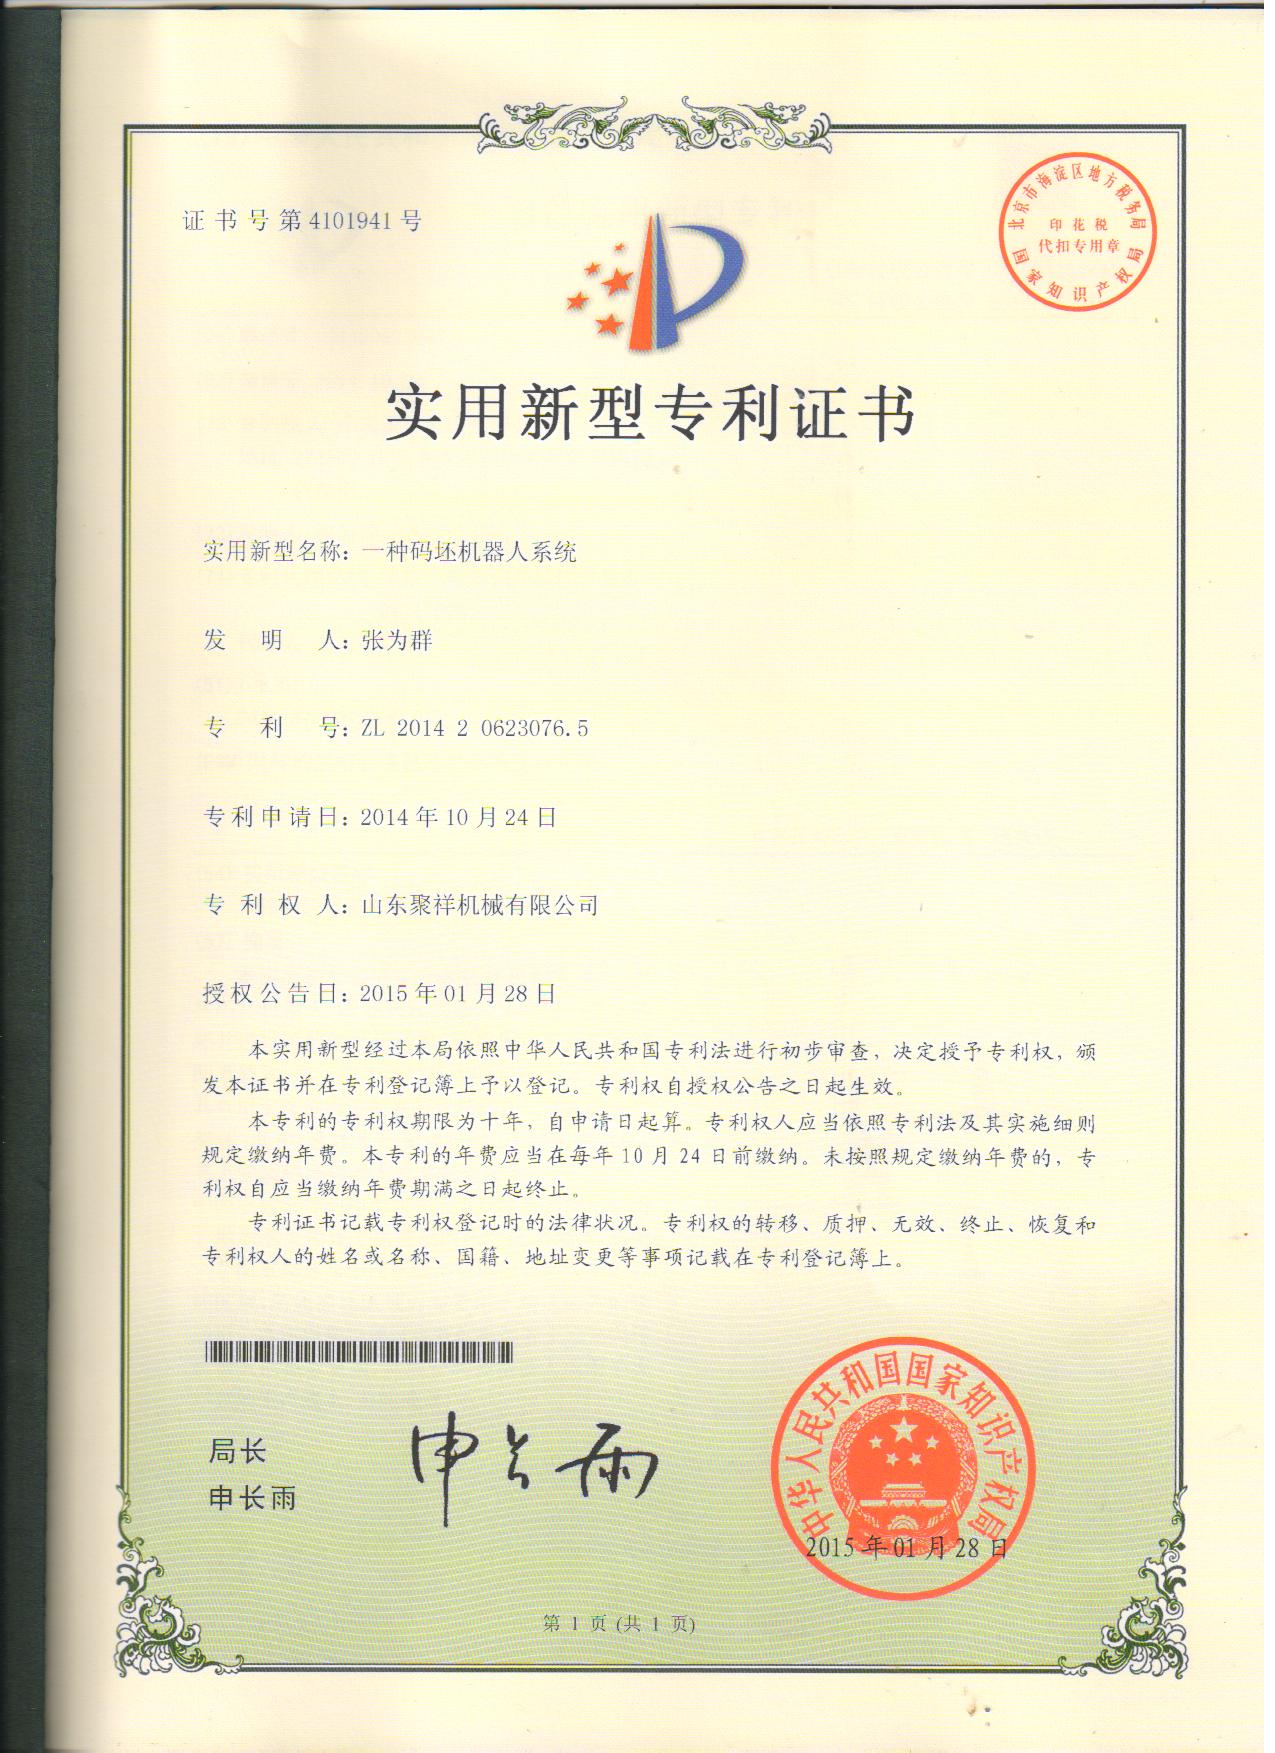 证书号第4101941号
北京市海淀区地方税务局
印花税
代扣专用章
国家知识产权局
实用新型专利证书
实用新型名称：一种码坯机器人系统
发明人：张为群
专利号：ZL 2014 2 0623076.5
专利申请日：2014年10月24日
专利权人：山东聚祥机械有限公司
授权公告日：2015年01月28日
本实用新型经过本局依照中华人民共和国专利法进行初步审查，决定授予专利权，颁
发本证书并在专利登记簿上予以登记。专利权自授权公告之日起生效。
本专利的专利权期限为十年，自申请日起算。专利权人应当依照专利法及其实施细则
规定缴纳年费。本专利的年费应当在每年10月24日前缴纳。未按照规定缴纳年费的，专
利权自应当缴纳年费期满之日起终止。
专利证书记载专利权登记时的法律状况。专利权的转移、质押、无效、终止、恢复和
专利权人的姓名或名称、国籍、地址变更等事项记载在专利登记簿上。
局长
申长雨
申长雨
中华人民共和国国家知识产权局
2015年01月28日
第 1 页 (共 1 页)